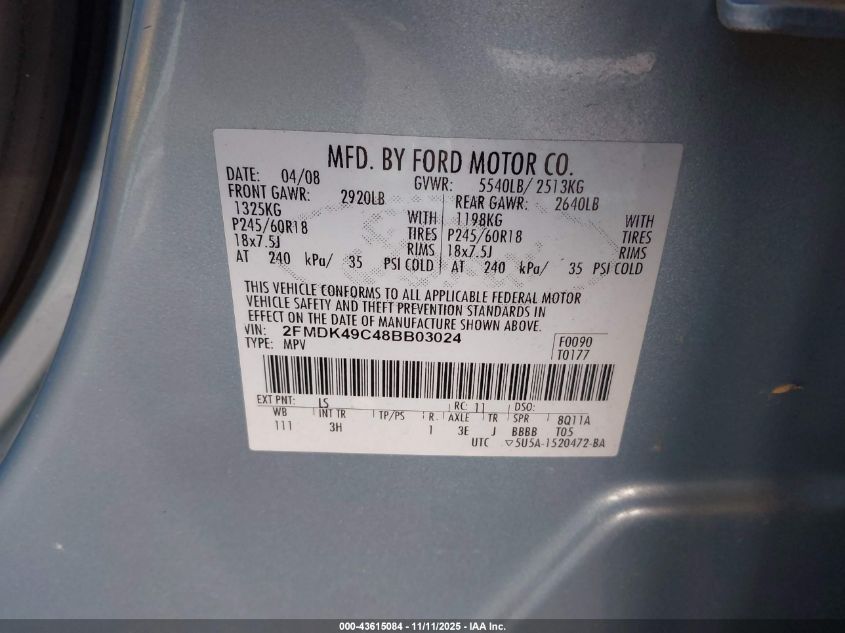 MFD. BY FORD MOTOR CO.
DATE: 04/08 GVWR: 5540LB/ 2513KG
FRONT GAWR: 2920LB REAR GAWR: 2640LB
1325KG WITH 1198KG WITH
P245/60R18 TIRES P245/60R18 TIRES
18x7.5J RIMS 18x7.5J RIMS
AT 240 kPa/ 35 PSI COLD AT 240 kPa/ 35 PSI COLD
THIS VEHICLE CONFORMS TO ALL APPLICABLE FEDERAL MOTOR
VEHICLE SAFETY AND THEFT PREVENTION STANDARDS IN
EFFECT ON THE DATE OF MANUFACTURE SHOWN ABOVE.
VIN: 2FMDK49C48BB03024 F0090
TYPE: MPV T0177
EXT PNT: LS RC: 11 DSO:
WB INT TR TP/PS R. AXLE TR SPR 8Q11A
111 3H 1 3E J BBBB T05
UTC ▽5U5A-1520472-BA
000-43615084 - 11/11/2025 - IAA Inc.